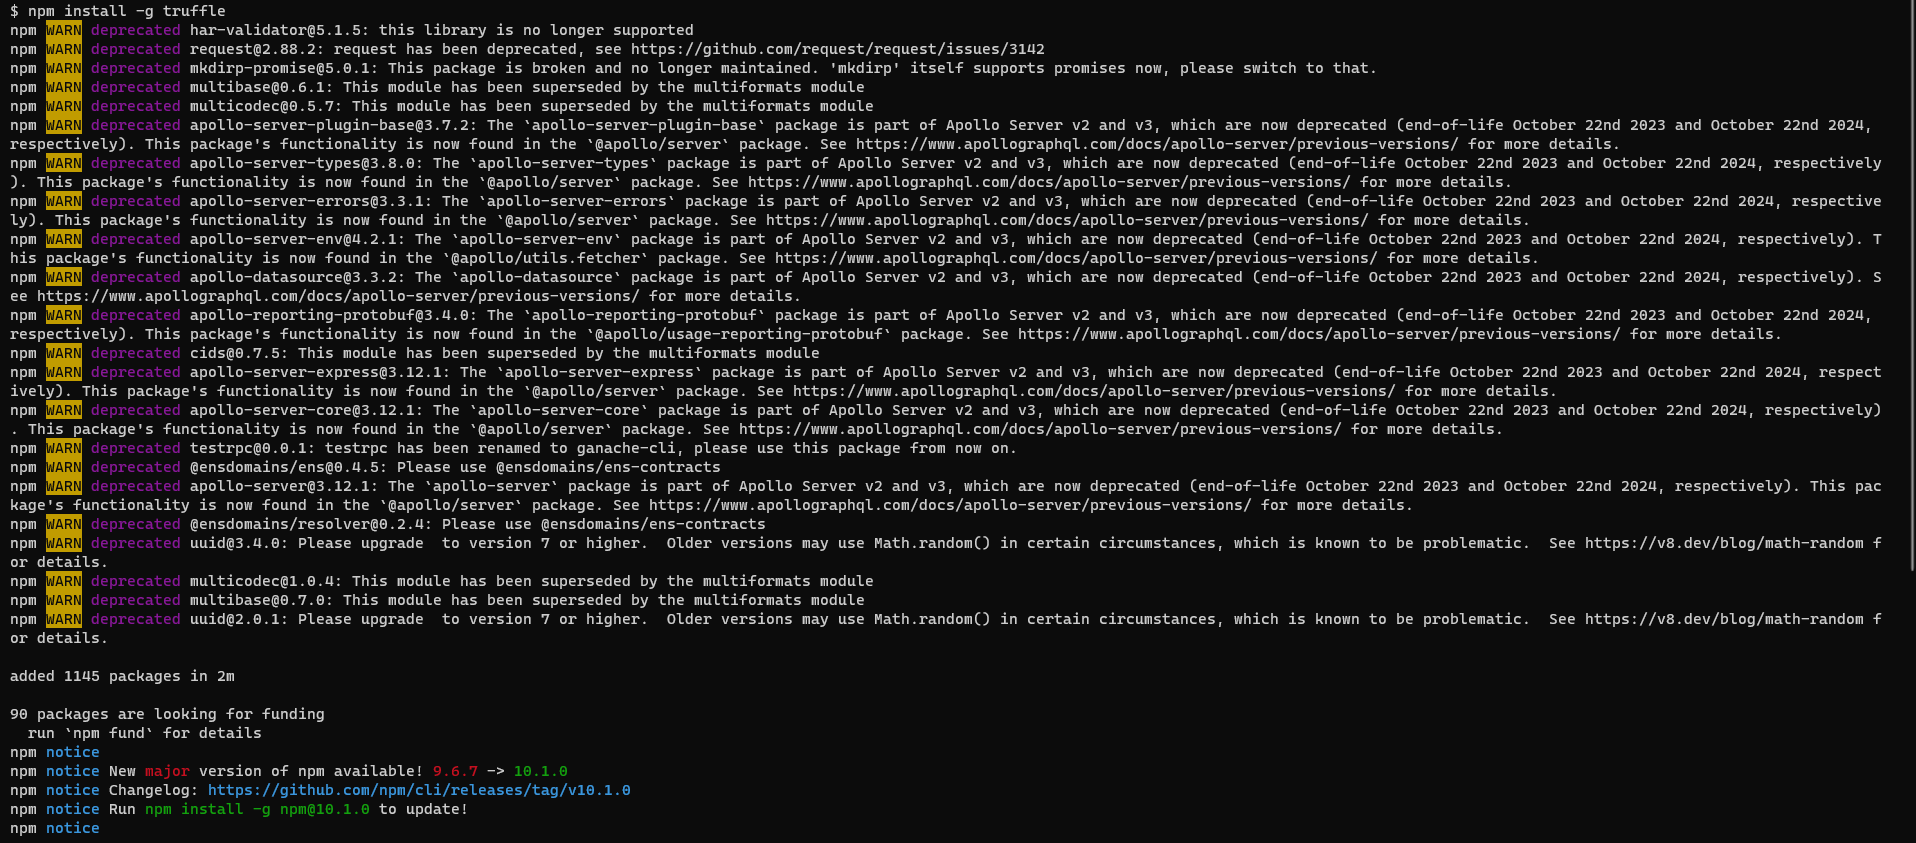 $ npm install -g truffle
npm WARN deprecated har-validator@5.1.5: this library is no longer supported
npm WARN deprecated request@2.88.2: request has been deprecated, see https://github.com/request/request/issues/3142
npm WARN deprecated mkdirp-promise@5.0.1: This package is broken and no longer maintained. 'mkdirp' itself supports promises now, please switch to that.
npm WARN deprecated multibase@0.6.1: This module has been superseded by the multiformats module
npm WARN deprecated multicodec@0.5.7: This module has been superseded by the multiformats module
npm WARN deprecated apollo-server-plugin-base@3.7.2: The `apollo-server-plugin-base` package is part of Apollo Server v2 and v3, which are now deprecated (end-of-life October 22nd 2023 and October 22nd 2024,
respectively). This package's functionality is now found in the `@apollo/server` package. See https://www.apollographql.com/docs/apollo-server/previous-versions/ for more details.
npm WARN deprecated apollo-server-types@3.8.0: The `apollo-server-types` package is part of Apollo Server v2 and v3, which are now deprecated (end-of-life October 22nd 2023 and October 22nd 2024, respectively
). This package's functionality is now found in the `@apollo/server` package. See https://www.apollographql.com/docs/apollo-server/previous-versions/ for more details.
npm WARN deprecated apollo-server-errors@3.3.1: The `apollo-server-errors` package is part of Apollo Server v2 and v3, which are now deprecated (end-of-life October 22nd 2023 and October 22nd 2024, respective
ly). This package's functionality is now found in the `@apollo/server` package. See https://www.apollographql.com/docs/apollo-server/previous-versions/ for more details.
npm WARN deprecated apollo-server-env@4.2.1: The `apollo-server-env` package is part of Apollo Server v2 and v3, which are now deprecated (end-of-life October 22nd 2023 and October 22nd 2024, respectively). T
his package's functionality is now found in the `@apollo/utils.fetcher` package. See https://www.apollographql.com/docs/apollo-server/previous-versions/ for more details.
npm WARN deprecated apollo-datasource@3.3.2: The `apollo-datasource` package is part of Apollo Server v2 and v3, which are now deprecated (end-of-life October 22nd 2023 and October 22nd 2024, respectively). S
ee https://www.apollographql.com/docs/apollo-server/previous-versions/ for more details.
npm WARN deprecated apollo-reporting-protobuf@3.4.0: The `apollo-reporting-protobuf` package is part of Apollo Server v2 and v3, which are now deprecated (end-of-life October 22nd 2023 and October 22nd 2024,
respectively). This package's functionality is now found in the `@apollo/usage-reporting-protobuf` package. See https://www.apollographql.com/docs/apollo-server/previous-versions/ for more details.
npm WARN deprecated cids@0.7.5: This module has been superseded by the multiformats module
npm WARN deprecated apollo-server-express@3.12.1: The `apollo-server-express` package is part of Apollo Server v2 and v3, which are now deprecated (end-of-life October 22nd 2023 and October 22nd 2024, respect
ively). This package's functionality is now found in the `@apollo/server` package. See https://www.apollographql.com/docs/apollo-server/previous-versions/ for more details.
npm WARN deprecated apollo-server-core@3.12.1: The `apollo-server-core` package is part of Apollo Server v2 and v3, which are now deprecated (end-of-life October 22nd 2023 and October 22nd 2024, respectively)
. This package's functionality is now found in the `@apollo/server` package. See https://www.apollographql.com/docs/apollo-server/previous-versions/ for more details.
npm WARN deprecated testrpc@0.0.1: testrpc has been renamed to ganache-cli, please use this package from now on.
npm WARN deprecated @ensdomains/ens@0.4.5: Please use @ensdomains/ens-contracts
npm WARN deprecated apollo-server@3.12.1: The `apollo-server` package is part of Apollo Server v2 and v3, which are now deprecated (end-of-life October 22nd 2023 and October 22nd 2024, respectively). This pac
kage's functionality is now found in the `@apollo/server` package. See https://www.apollographql.com/docs/apollo-server/previous-versions/ for more details.
npm WARN deprecated @ensdomains/resolver@0.2.4: Please use @ensdomains/ens-contracts
npm WARN deprecated uuid@3.4.0: Please upgrade  to version 7 or higher.  Older versions may use Math.random() in certain circumstances, which is known to be problematic.  See https://v8.dev/blog/math-random f
or details.
npm WARN deprecated multicodec@1.0.4: This module has been superseded by the multiformats module
npm WARN deprecated multibase@0.7.0: This module has been superseded by the multiformats module
npm WARN deprecated uuid@2.0.1: Please upgrade  to version 7 or higher.  Older versions may use Math.random() in certain circumstances, which is known to be problematic.  See https://v8.dev/blog/math-random f
or details.
added 1145 packages in 2m
90 packages are looking for funding
run `npm fund` for details
npm notice
npm notice New major version of npm available! 9.6.7 -> 10.1.0
npm notice Changelog: https://github.com/npm/cli/releases/tag/v10.1.0
npm notice Run npm install -g npm@10.1.0 to update!
npm notice